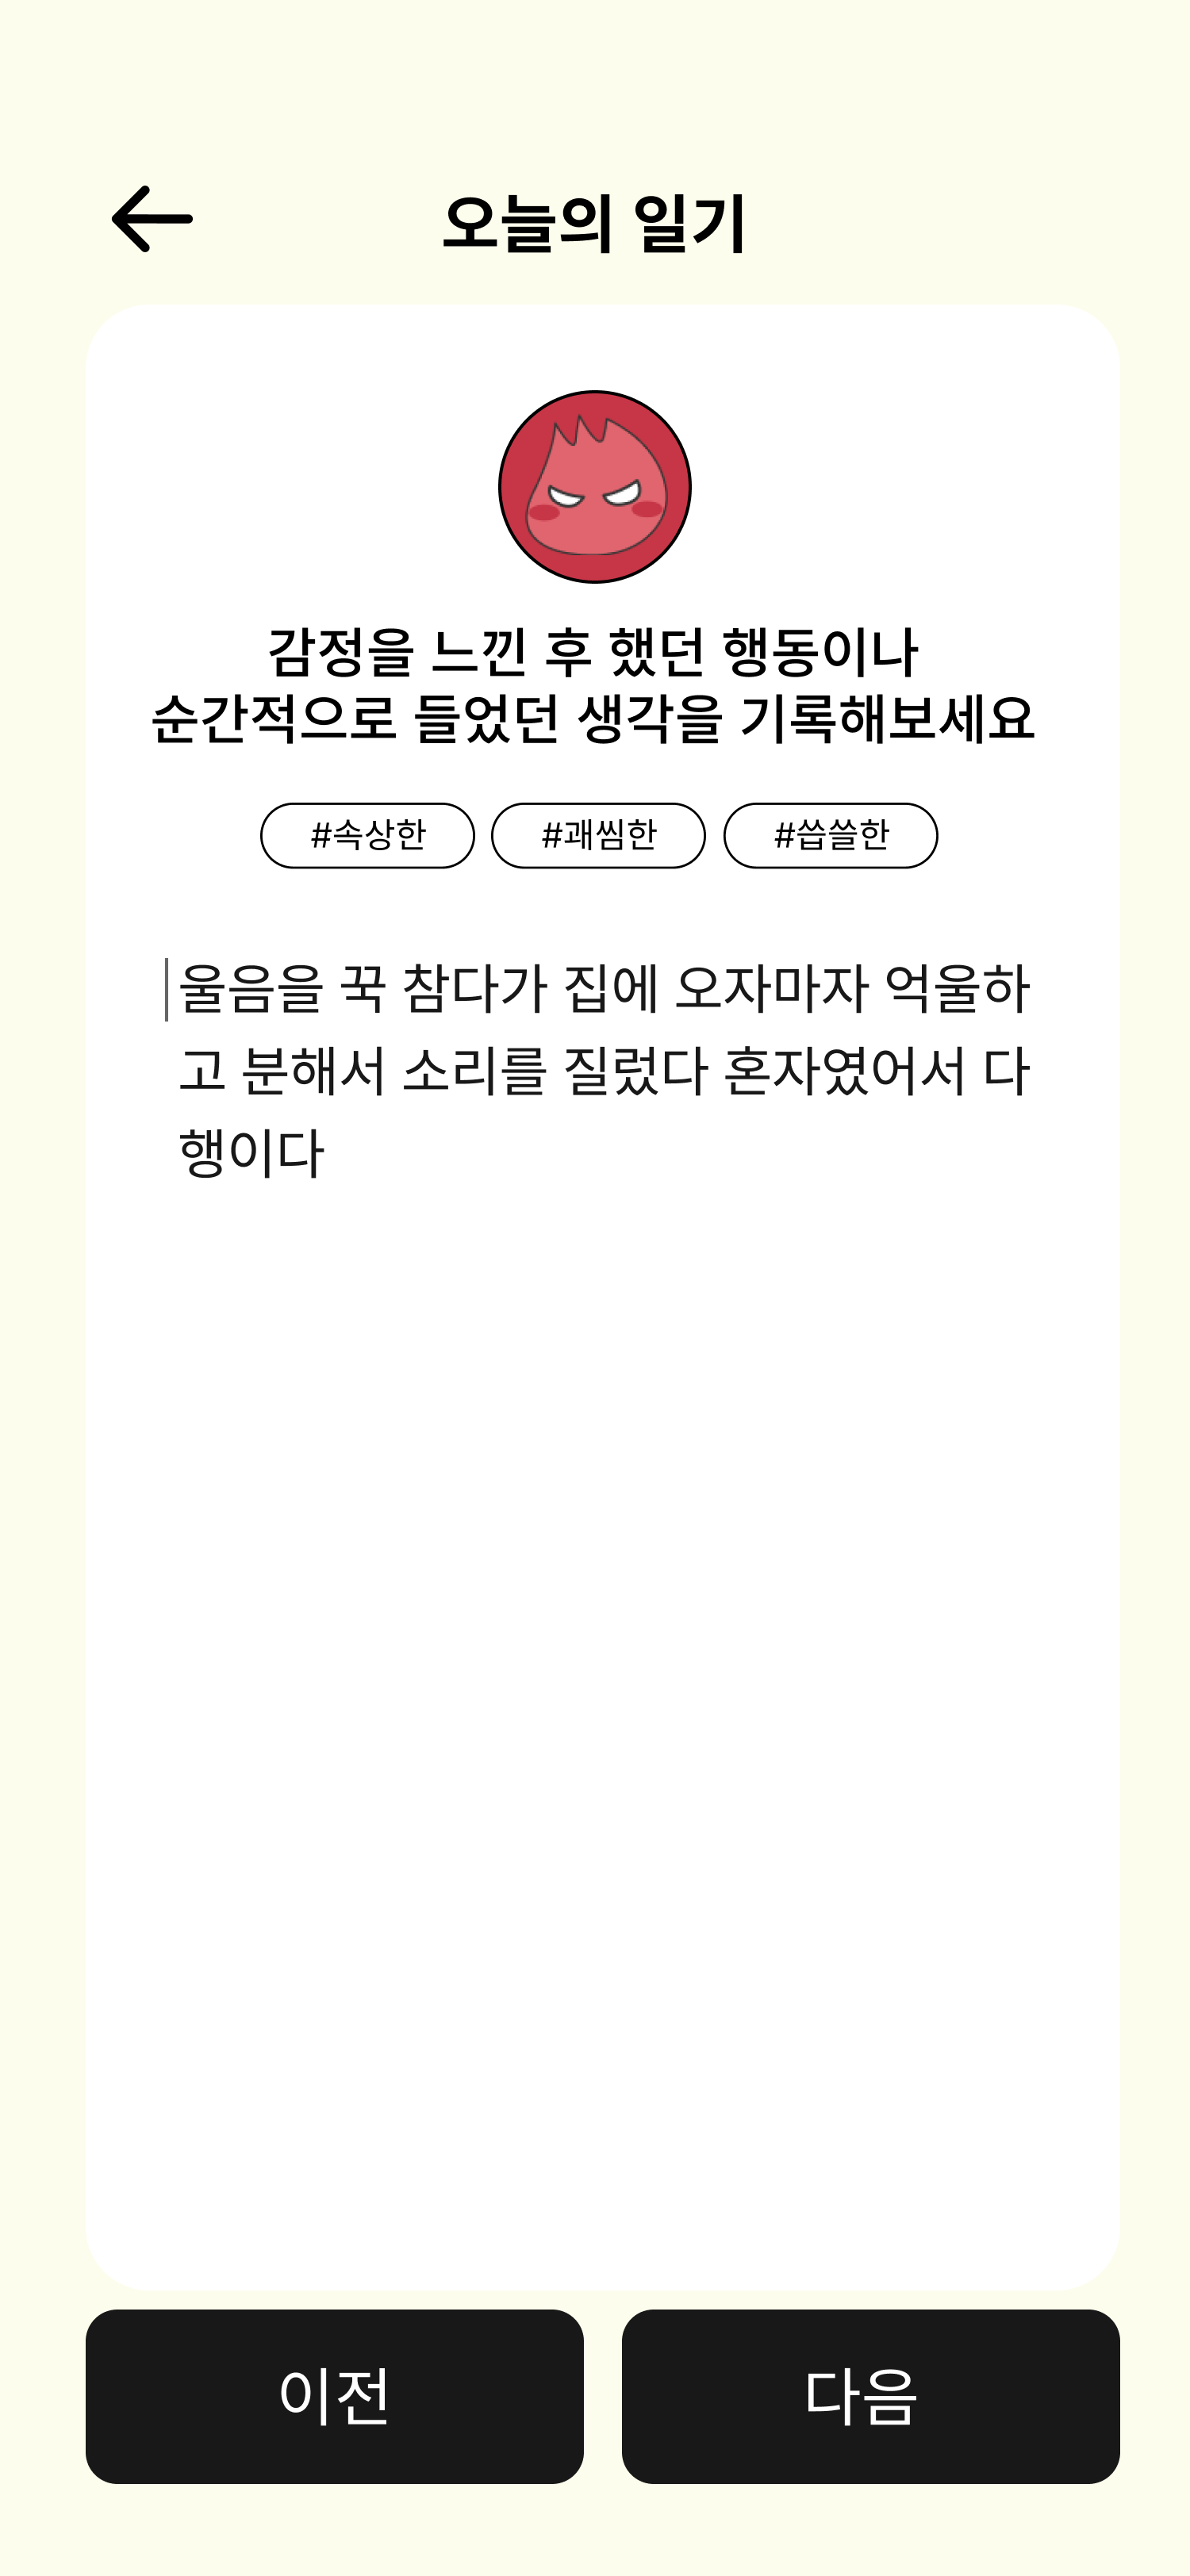 오늘의 일기
감정을 느낀 후 했던 행동이나
순간적으로 들었던 생각을 기록해보세요
#속상한 #괘씸한 #씁쓸한
울음을 꾹 참다가 집에 오자마자 억울하
고 분해서 소리를 질렀다 혼자였어서 다
행이다
이전 다음